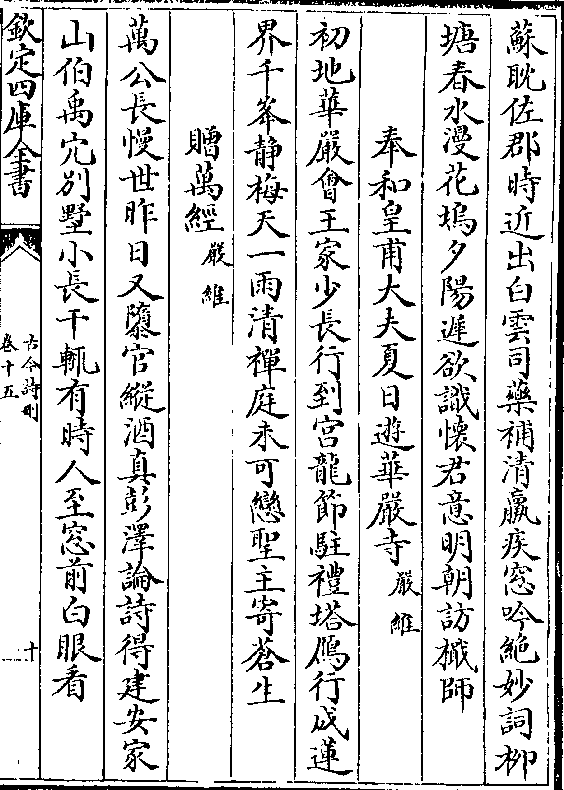 蘇耽佐郡時近出白雲司藥補清羸疾窓吟絶妙詞栁
塘春水漫花塢夕陽遲欲識懷君意明朝訪檝師
奉和皇甫大夫夏日遊華嚴寺 嚴維
初地華嚴會王家少長行到宫龍節駐禮塔鴈行成蓮
界千峯静梅天一雨清禪庭未可戀聖主寄蒼生
贈萬經 嚴維
萬公長慢世昨日又隳官縱酒真彭澤論詩得建安家
山伯禹穴別墅小長干輒有時人至窓前白眼看
欽定四庫全書
古今詩刪
卷十五
十